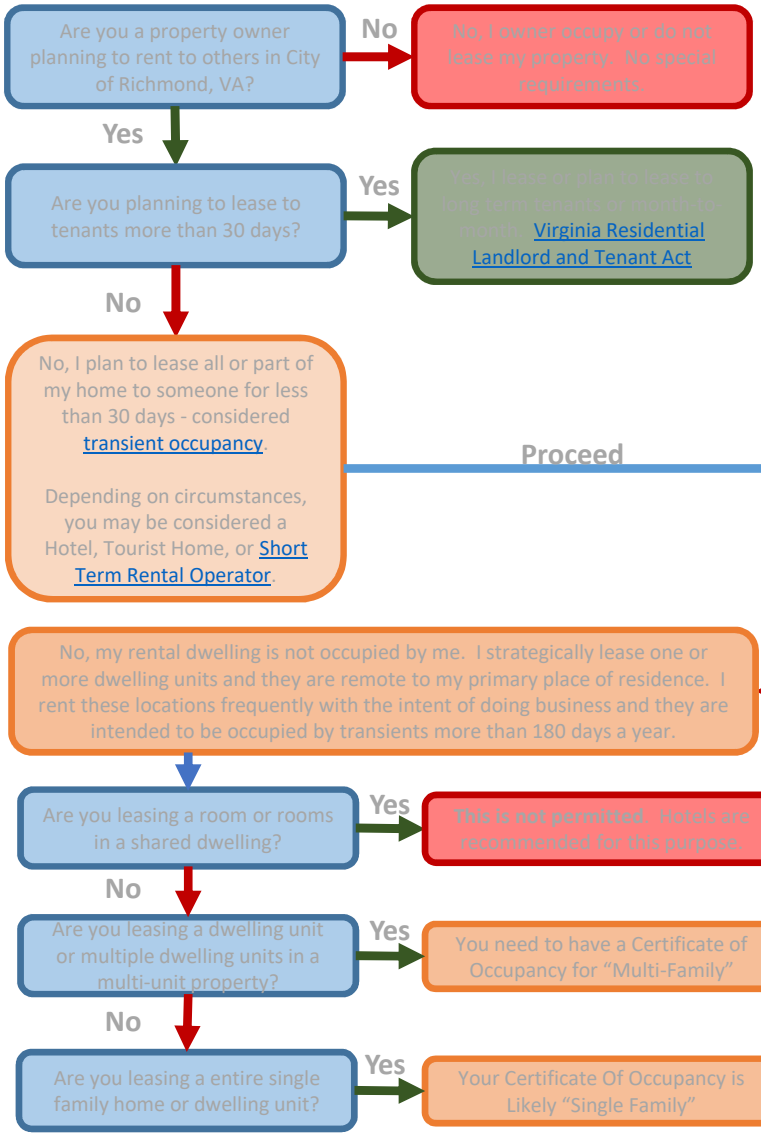 Are you a property owner
planning to rent to others in City
of Richmond, VA?
No
No, I owner occupy or do not
lease my property. No special
requirements.
Yes
Are you planning to lease to
tenants more than 30 days?
Yes
Yes, I lease or plan to lease to
long term tenants
Virginia Residential
Landlord and Tenant Act
No
No, I plan to lease all or part of
my home to someone for less
than 30 days - considered
transient occupancy.
Depending on circumstances,
you may be considered a
Hotel, Tourist Home, or Short
Term Rental Operator.
Proceed
No, my rental dwelling is not occupied by me. I strategically lease one or
more dwelling units and they are remote to my primary place of residence. I
rent these locations frequently with the intent of doing business and they are
intended to be occupied by transients more than 180 days a year.
Are you leasing a room or rooms
in a shared dwelling?
Yes
This is not permitted. Hotels are
recommended for this purpose.
No
Are you leasing a dwelling unit
or multiple dwelling units in a
multi-unit property?
Yes
You need to have a Certificate of
Occupancy for “Multi-Family”
No
Are you leasing a entire single
family home or dwelling unit?
Yes
Your Certificate Of Occupancy is
Likely “Single Family”